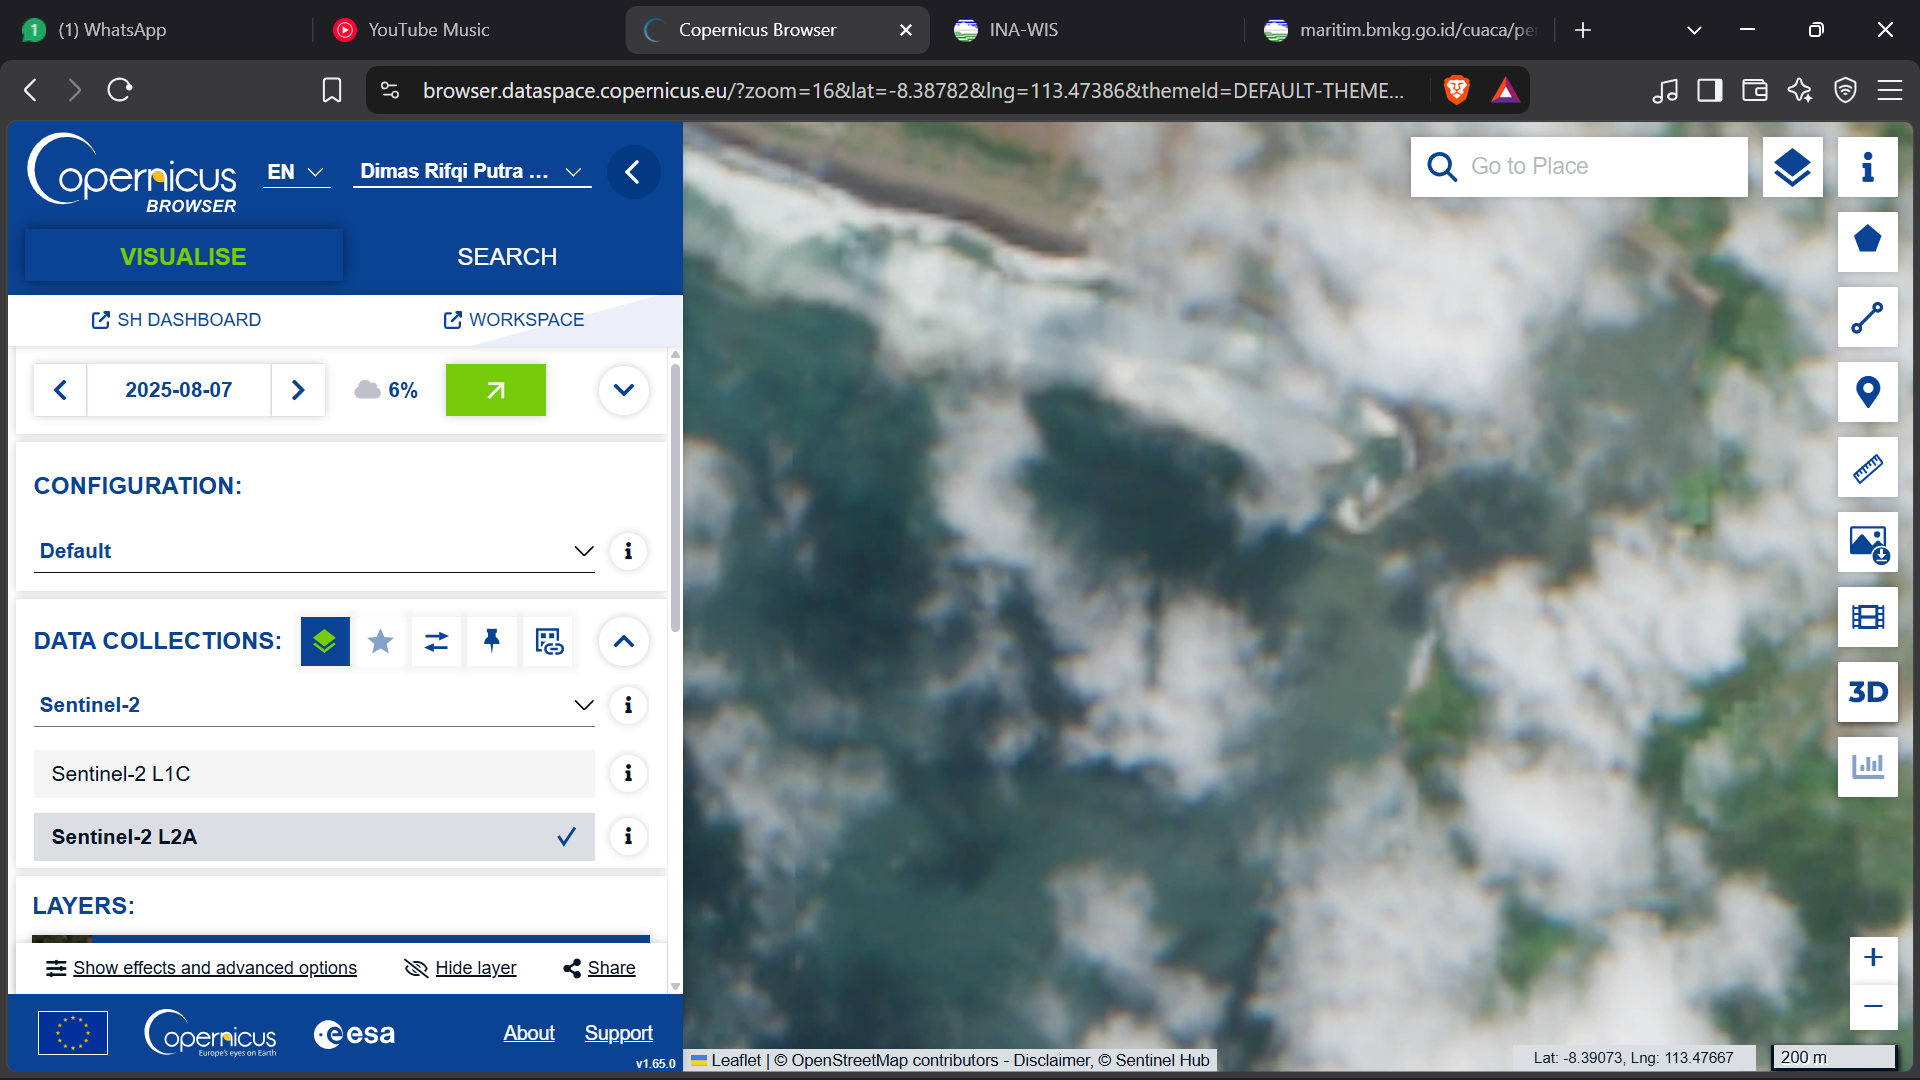 (1) WhatsApp
YouTube Music
Copernicus Browser
INA-WIS
maritim.bmkg.go.id/cuaca/pe
browser.dataspace.copernicus.eu/?zoom=16&lat=-8.38782&lng=113.47386&themeId=DEFAULT-THEME...
opernicus
BROWSER
EN
Dimas Rifqi Putra ...
VISUALISE
SEARCH
SH DASHBOARD
WORKSPACE
2025-08-07
6%
CONFIGURATION:
Default
DATA COLLECTIONS:
Sentinel-2
Sentinel-2 L1C
Sentinel-2 L2A
LAYERS:
Show effects and advanced options
Hide layer
Share
opernicus
Europe's eyes on Earth
esa
About
Support
v1.65.0
Go to Place
3D
Leaflet | © OpenStreetMap contributors - Disclaimer, © Sentinel Hub
Lat: -8.39073, Lng: 113.47667
200 m